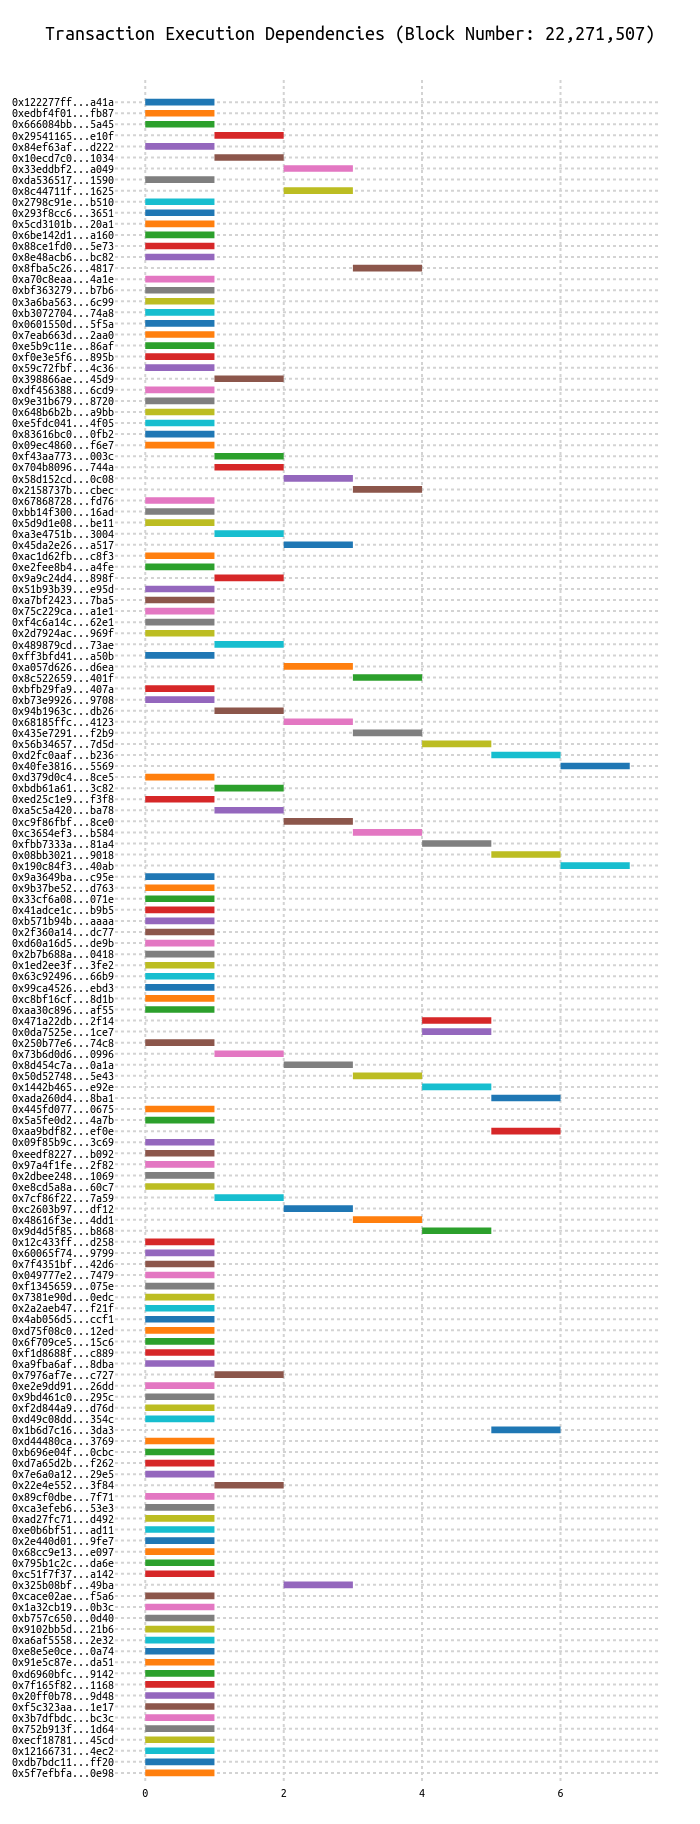 Transaction Execution Dependencies (Block Number: 22,271,507)
0x122277ff...a41a
0xedbf4f01...fb87
0x666084bb...5a45
0x29541165...e10f
0x84ef63af...d222
0x10ecd7c0...1034
0x33eddbf2...a049
0xda536517...1590
0x8c44711f...1625
0x2798c91e...b510
0x293f8cc6...3651
0x5cd3101b...20a1
0x6be142d1...a160
0x88ce1fd0...5e73
0x8e48acb6...bc82
0x8fba5c26...4817
0xa70c8eaa...4a1e
0xbf363279...b7b6
0x3a6ba563...6c99
0xb3072704...74a8
0x0601550d...5f5a
0x7eab663d...2aa0
0xe5b9c11e...86af
0xf0e3e5f6...895b
0x59c72fbf...4c36
0x398866ae...45d9
0xdf456388...6cd9
0x9e31b679...8720
0x648b6b2b...a9bb
0xe5fdc041...4f05
0x83616bc0...0fb2
0x09ec4860...f6e7
0xf43aa773...003c
0x704b8096...744a
0x58d152cd...0c08
0x2158737b...cbec
0x67868728...fd76
0xbb14f300...16ad
0x5d9d1e08...be11
0xa3e4751b...3004
0x45da2e26...a517
0xac1d62fb...c8f3
0xe2fee8b4...a4fe
0x9a9c24d4...898f
0x51b93b39...e95d
0xa7bf2423...7ba5
0x75c229ca...a1e1
0xf4c6a14c...62e1
0x2d7924ac...969f
0x489879cd...73ae
0xff3bfd41...a50b
0xa057d626...d6ea
0x8c522659...401f
0xbfb29fa9...407a
0xb73e9926...9708
0x94b1963c...db26
0x68185ffc...4123
0x435e7291...f2b9
0x56b34657...7d5d
0xd2fc0aaf...b236
0x40fe3816...5569
0xd379d0c4...8ce5
0xbdb61a61...3c82
0xed25c1e9...f3f8
0xa5c5a420...ba78
0xc9f86fbf...8ce0
0xc3654ef3...b584
0xfbb7333a...81a4
0x08bb3021...9018
0x190c84f3...40ab
0x9a3649ba...c95e
0x9b37be52...d763
0x33cf6a08...071e
0x41adce1c...b9b5
0xb571b94b...aaaa
0x2f360a14...dc77
0xd60a16d5...de9b
0x2b7b688a...0418
0x1ed2ee3f...3fe2
0x63c92496...66b9
0x99ca4526...ebd3
0xc8bf16cf...8d1b
0xaa30c896...af55
0x471a22db...2f14
0x0da7525e...1ce7
0x250b77e6...74c8
0x73b6d0d6...0996
0x8d454c7a...0a1a
0x50d52748...5e43
0x1442b465...e92e
0xada260d4...8ba1
0x445fd077...0675
0x5a5fe0d2...4a7b
0xaa9bdf82...ef0e
0x09f85b9c...3c69
0xeedf8227...b092
0x97a4f1fe...2f82
0x2dbee248...1069
0xe8cd5a8a...60c7
0x7cf86f22...7a59
0xc2603b97...df12
0x48616f3e...4dd1
0x9d4d5f85...b868
0x12c433ff...d258
0x60065f74...9799
0x7f4351bf...42d6
0x049777e2...7479
0xf1345659...075e
0x7381e90d...0edc
0x2a2aeb47...f21f
0x4ab056d5...ccf1
0xd75f08c0...12ed
0x6f709ce5...15c6
0xf1d8688f...c889
0xa9fba6af...8dba
0x7976af7e...c727
0xe2e9dd91...26dd
0x9bd461c0...295c
0xf2d844a9...d76d
0xd49c08dd...354c
0x1b6d7c16...3da3
0xd44480ca...3769
0xb696e04f...0cbc
0xd7a65d2b...f262
0x7e6a0a12...29e5
0x22e4e552...3f84
0x89cf0dbe...7f71
0xca3efeb6...53e3
0xad27fc71...d492
0xe0b6bf51...ad11
0x2e440d01...9fe7
0x68cc9e13...e097
0x795b1c2c...da6e
0xc51f7f37...a142
0x325b08bf...49ba
0xcace02ae...f5a6
0x1a32cb19...0b3c
0xb757c650...0d40
0x9102bb5d...21b6
0xa6af5558...2e32
0xe8e5e0ce...0a74
0x91e5c87e...da51
0xd6960bfc...9142
0x7f165f82...1168
0x20ff0b78...9d48
0xf5c323aa...1e17
0x3b7dfbdc...bc3c
0x752b913f...1d64
0xecf18781...45cd
0x12166731...4ec2
0xdb7bdc11...ff20
0x5f7efbfa...0e98
0 2 4 6